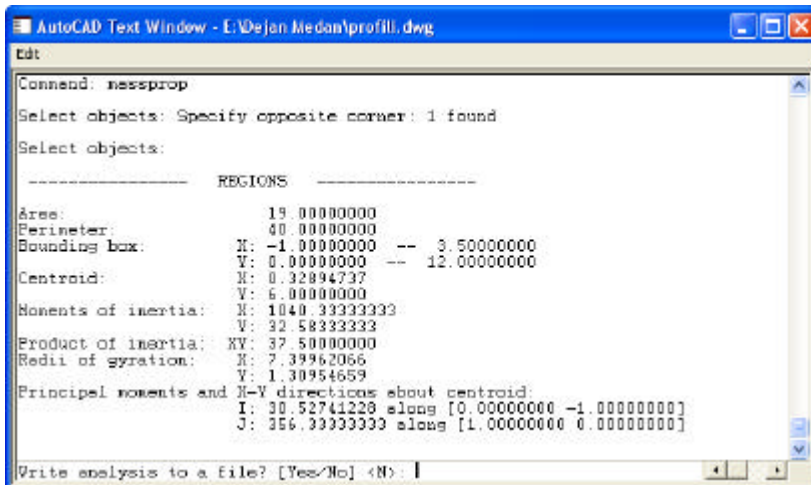 AutoCAD Text Window - E:\Dejan Medan\profili.dwg
Edit
Command: massprop
Select objects: Specify opposite corner: 1 found
Select objects:
---------------- REGIONS ----------------
Area: 19.00000000
Perimeter: 40.00000000
Bounding box: X: -1.00000000 -- 3.50000000
Y: 0.00000000 -- 12.00000000
Centroid: X: 0.32894737
Y: 6.00000000
Moments of inertia: X: 1040.33333333
Y: 32.58333333
Product of inertia: XY: 37.50000000
Radii of gyration: X: 7.39962066
Y: 1.30954659
Principal moments and X-Y directions about centroid:
I: 30.52741228 along [0.00000000 -1.00000000]
J: 356.33333333 along [1.00000000 0.00000000]
Write analysis to a file? [Yes/No] <N>: